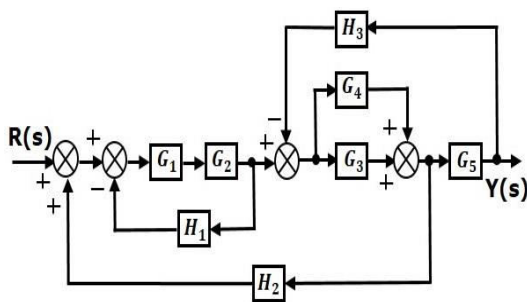 H₃
G₄
R(s)
+
−
+
+
+
−
G₁
G₂
+
G₃
+
G₅
+
Y(s)
H₁
H₂